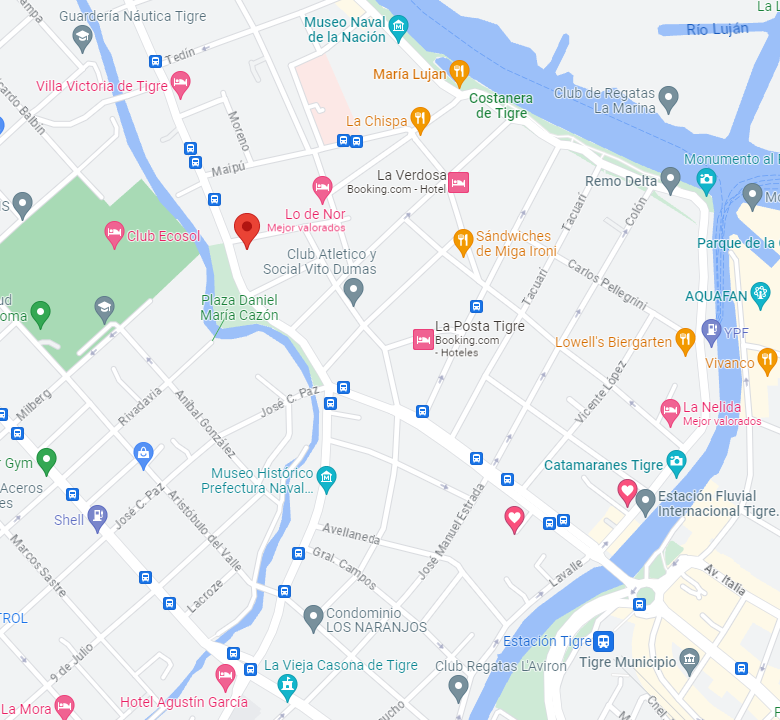 Guardería Náutica Tigre
Museo Naval
de la Nación
Río Luján
Tedín
Villa Victoria de Tigre
María Lujan
Costanera
de Tigre
Club de Regatas
La Marina
Moreno
La Chispa
Maipú
La Verdosa
Booking.com - Hotel
Monumento al
Remo Delta
Lo de Nor
Mejor valorados
Tacuarí
Colón
Club Ecosol
Sándwiches
de Miga Ironi
Parque de la
Club Atletico y
Social Vito Dumas
Carlos Pellegrini
Tacuarí
AQUAFAN
Plaza Daniel
María Cazón
La Posta Tigre
Booking.com
- Hoteles
YPF
Lowell's Biergarten
Vivanco
Milberg
Rivadavia
Aníbal González
José C. Paz
Vicente López
La Nelida
Mejor valorados
Gym
Museo Histórico
Prefectura Naval...
Catamaranes Tigre
Aceros
Estación Fluvial
Internacional Tigre.
Shell
José C. Paz
Aristóbulo del Valle
José Manuel Estrada
Avellaneda
Marcos Sastre
Gral. Campos
Lavalle
Av. Italia
Lactroze
Condominio
LOS NARANJOS
TROL
Estación Tigre
9 de Julio
La Vieja Casona de Tigre
Club Regatas L'Aviron
Tigre Municipio
La Mora
Hotel Agustín García